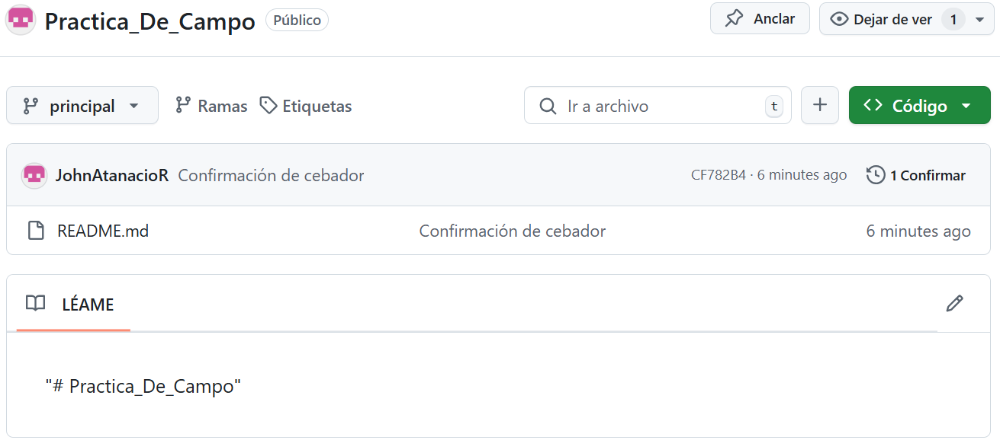 Practica_De_Campo Público Anclar Dejar de ver 1
principal Ramas Etiquetas Ir a archivo t + <> Código
JohnAtanacioR Confirmación de cebador CF782B4 · 6 minutes ago 1 Confirmar
README.md Confirmación de cebador 6 minutes ago
LÉAME
"# Practica_De_Campo"